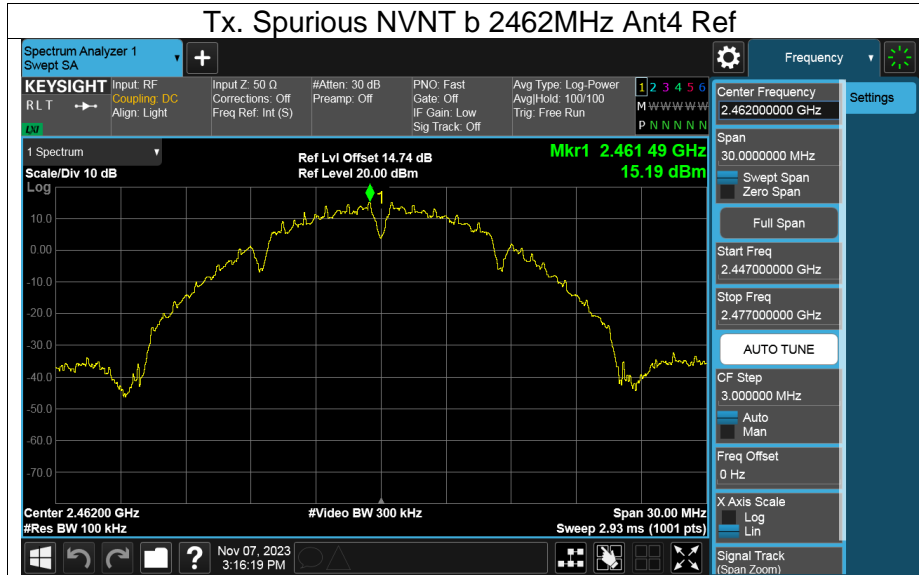 Tx. Spurious NVNT b 2462MHz Ant4 Ref
Spectrum Analyzer 1
Swept SA
+
Frequency
KEYSIGHT
R L T
LXI
Input: RF
Coupling: DC
Align: Light
Input Z: 50 Ω
Corrections: Off
Freq Ref: Int (S)
#Atten: 30 dB
Preamp: Off
PNO: Fast
Gate: Off
IF Gain: Low
Sig Track: Off
Avg Type: Log-Power
Avg|Hold: 100/100
Trig: Free Run
1 2 3 4 5 6
M W W W W W
P N N N N N
1 Spectrum
Scale/Div 10 dB
Log
Ref Lvl Offset 14.74 dB
Ref Level 20.00 dBm
Mkr1 2.461 49 GHz
15.19 dBm
1
10.0
0.00
-10.0
-20.0
-30.0
-40.0
-50.0
-60.0
-70.0
Center 2.46200 GHz
#Res BW 100 kHz
#Video BW 300 kHz
Span 30.00 MHz
Sweep 2.93 ms (1001 pts)
?
Nov 07, 2023
3:16:19 PM
Center Frequency
2.462000000 GHz
Settings
Span
30.0000000 MHz
Swept Span
Zero Span
Full Span
Start Freq
2.447000000 GHz
Stop Freq
2.477000000 GHz
AUTO TUNE
CF Step
3.000000 MHz
Auto
Man
Freq Offset
0 Hz
X Axis Scale
Log
Lin
Signal Track
(Span Zoom)